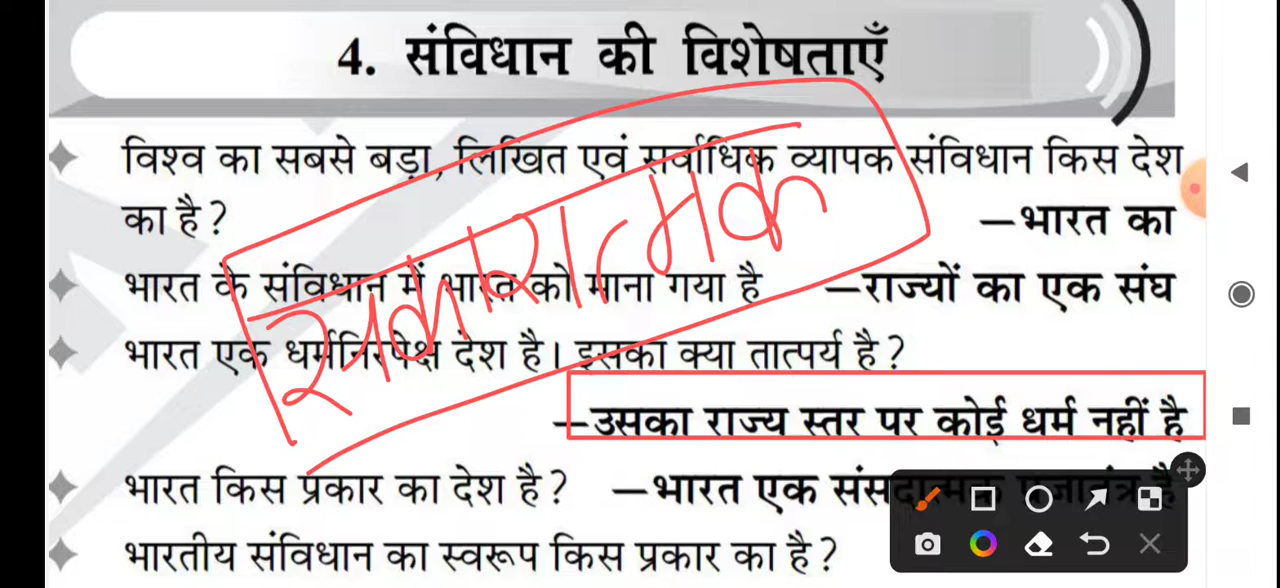 4. संविधान की विशेषताएँ
विश्व का सबसे बड़ा, लिखित एवं सर्वाधिक व्यापक संविधान किस देश
का है ? —भारत का
भारत के संविधान में भारत को माना गया है —राज्यों का एक संघ
भारत एक धर्मनिरपेक्ष देश है। इसका क्या तात्पर्य है ?
—उसका राज्य स्तर पर कोई धर्म नहीं है
भारत किस प्रकार का देश है ? —भारत एक संसदात्मक प्रजातंत्र है
भारतीय संविधान का स्वरूप किस प्रकार का है ?